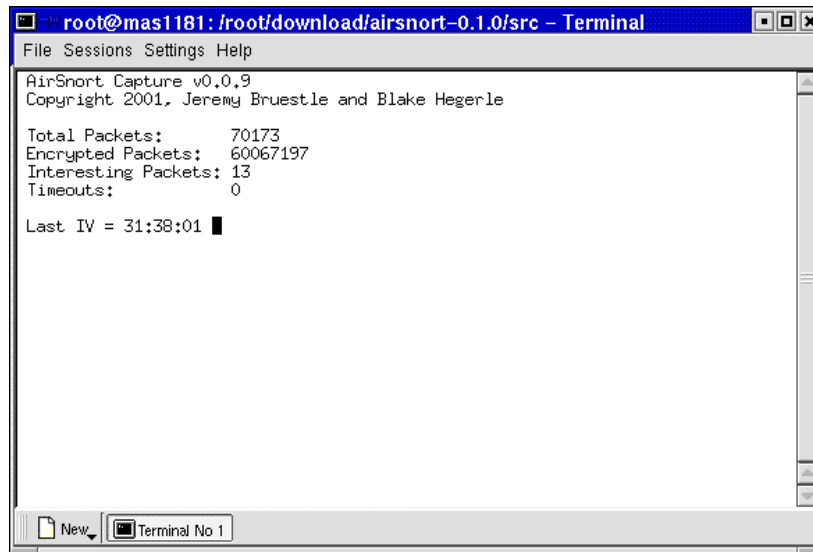 root@mas1181: /root/download/airsnort-0.1.0/src - Terminal
File Sessions Settings Help
AirSnort Capture v0.0.9
Copyright 2001, Jeremy Bruestle and Blake Hegerle
Total Packets: 70173
Encrypted Packets: 60067197
Interesting Packets: 13
Timeouts: 0
Last IV = 31:38:01
New Terminal No 1